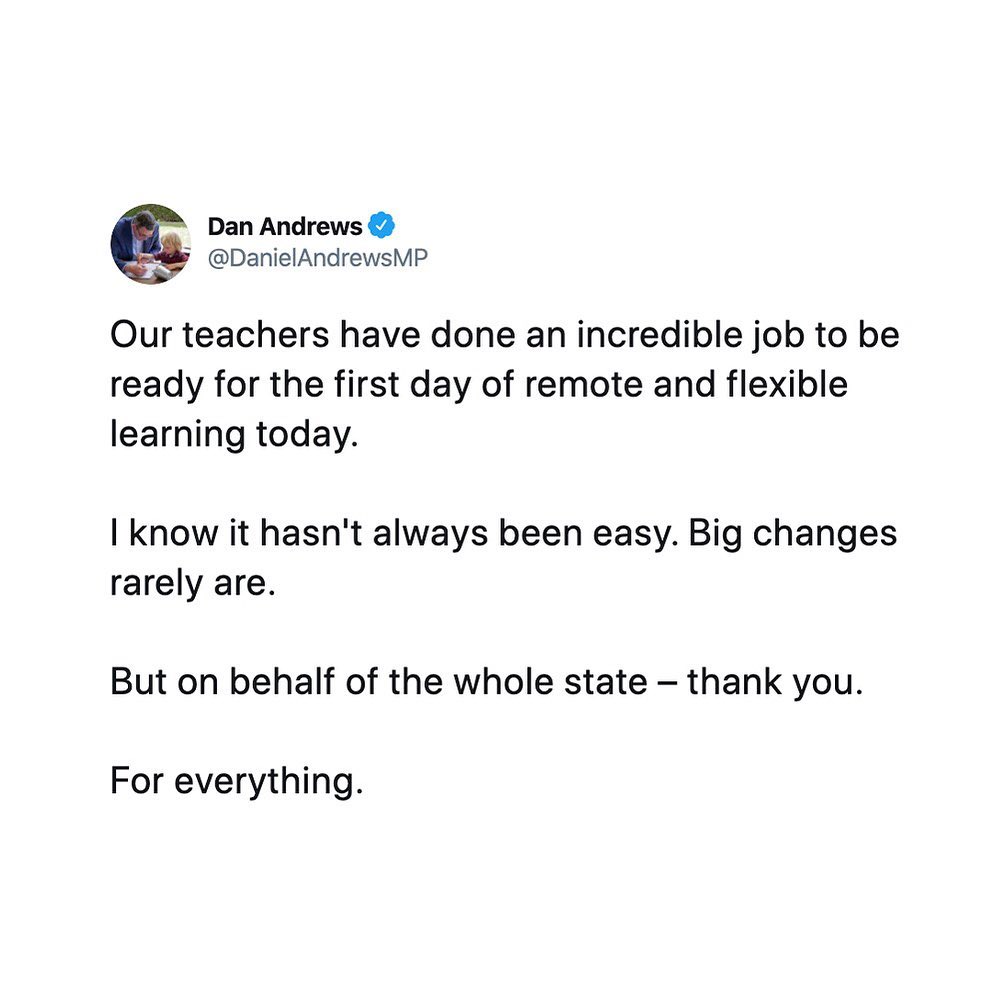 Dan Andrews
@DanielAndrewsMP
Our teachers have done an incredible job to be
ready for the first day of remote and flexible
learning today.
I know it hasn't always been easy. Big changes
rarely are.
But on behalf of the whole state – thank you.
For everything.